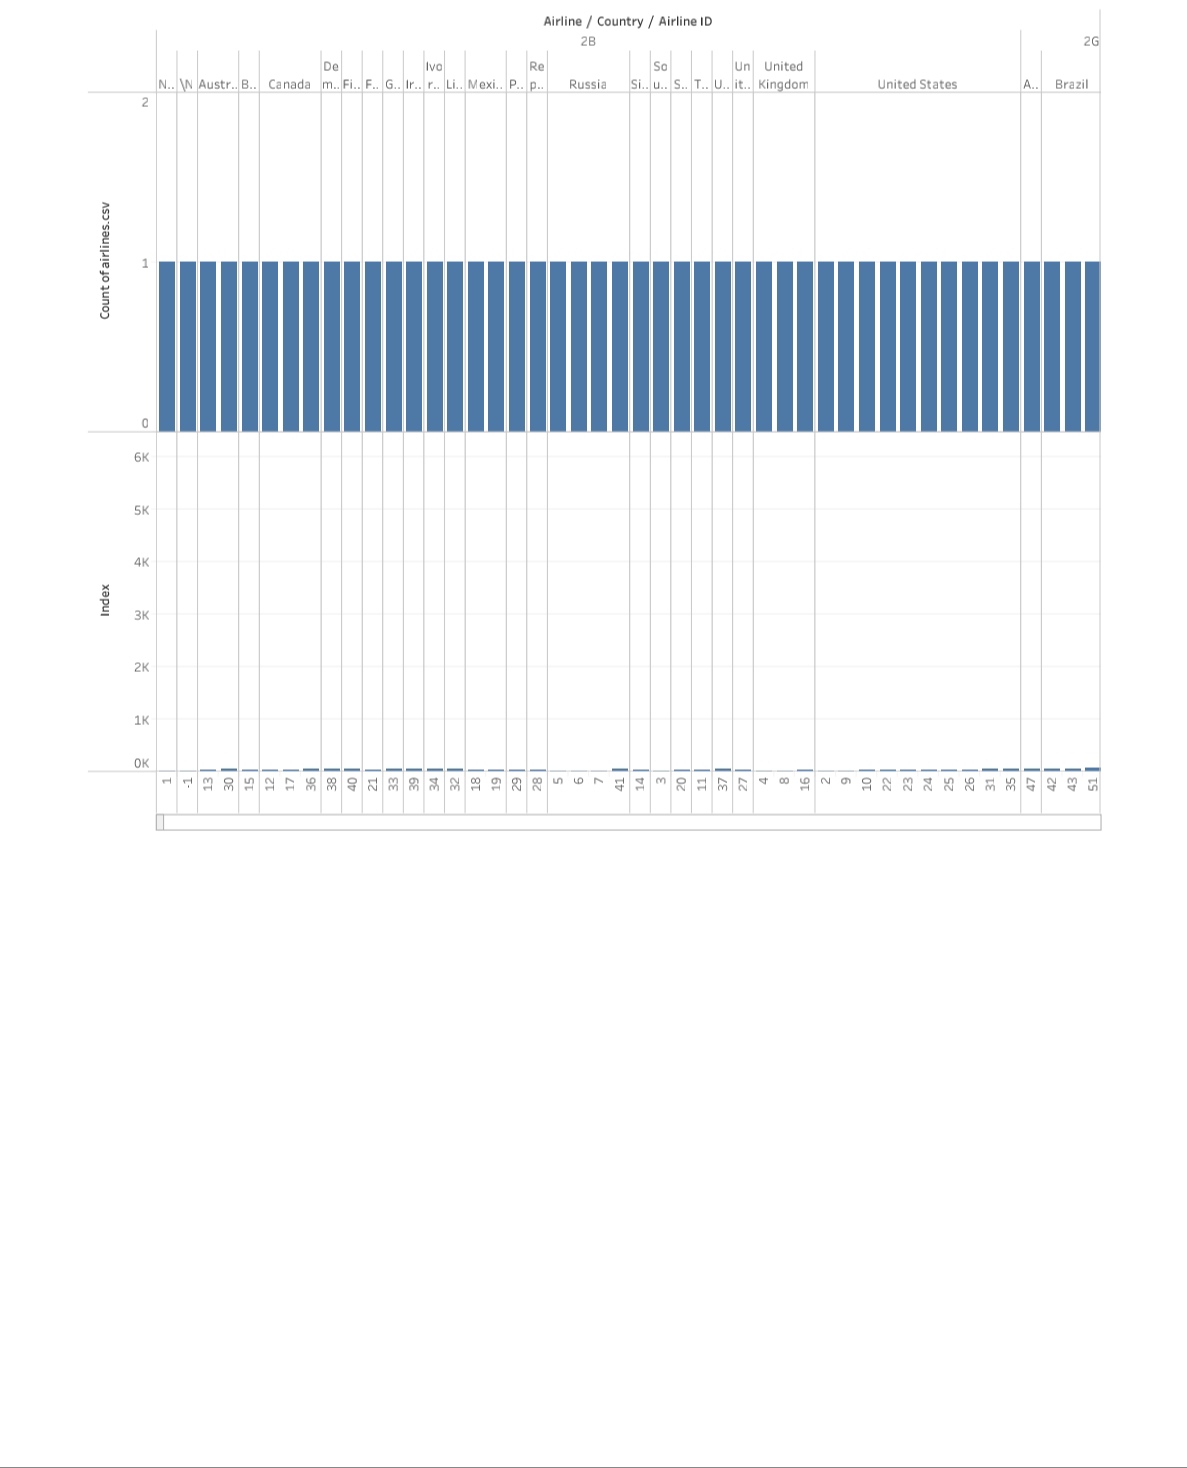 Airline / Country / Airline ID
2B 2G
De Ivo Re So Un United
N.. \N Austr.. B.. Canada m.. Fi.. F.. G.. Ir.. r.. Li.. Mexi.. P.. p.. Russia Si.. u.. S.. T.. U.. it.. Kingdom United States A.. Brazil
2
1
0
Count of airlines.csv
6K
5K
4K
3K
2K
1K
0K
Index
1 -1 13 30 15 12 17 36 38 40 21 33 39 34 32 18 19 29 28 5 6 7 41 14 3 20 11 37 27 4 8 16 2 9 10 22 23 24 25 26 31 35 47 42 43 51